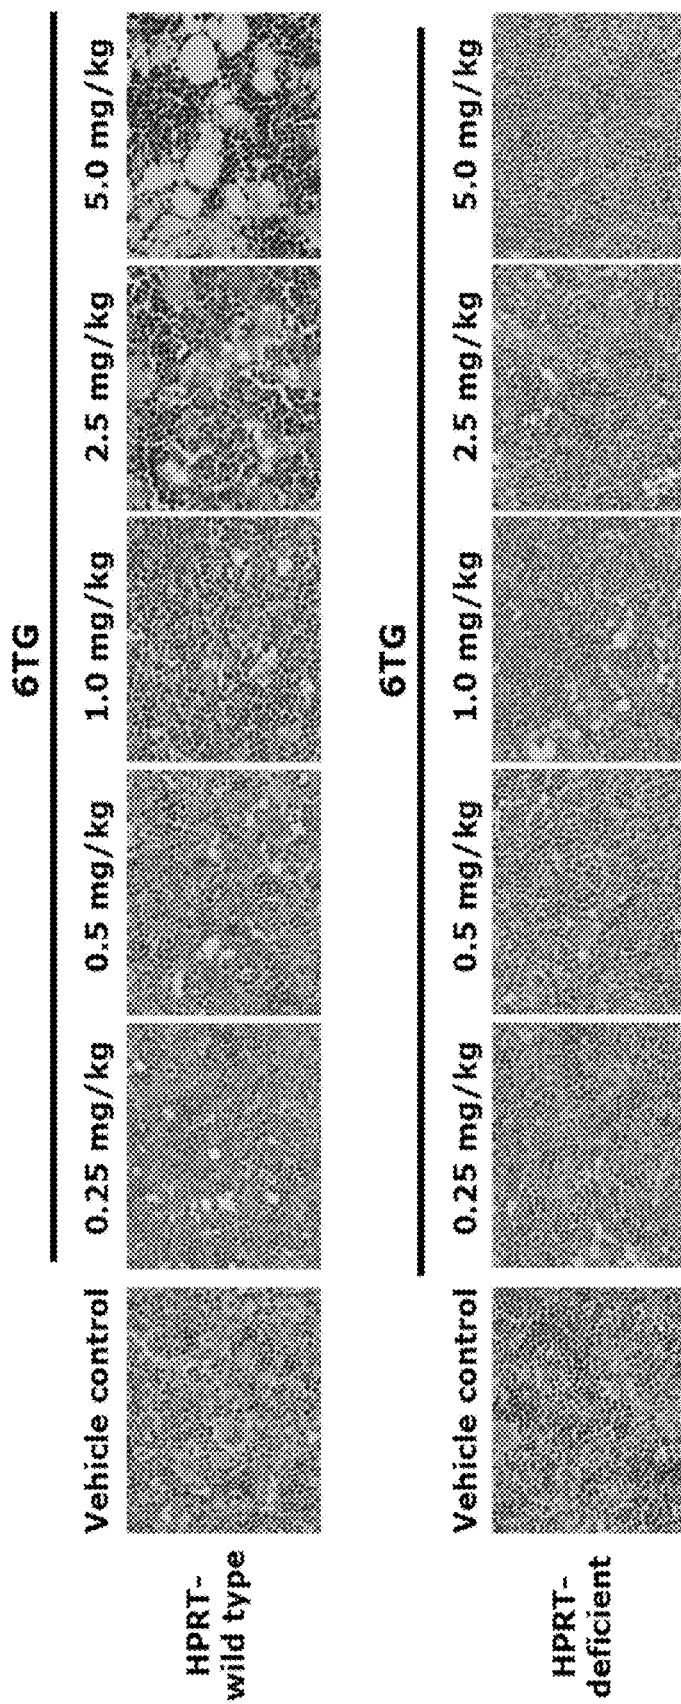 6TG
Vehicle control 0.25 mg/kg 0.5 mg/kg 1.0 mg/kg 2.5 mg/kg 5.0 mg/kg
HPRT-
wild type
6TG
Vehicle control 0.25 mg/kg 0.5 mg/kg 1.0 mg/kg 2.5 mg/kg 5.0 mg/kg
HPRT-
deficient